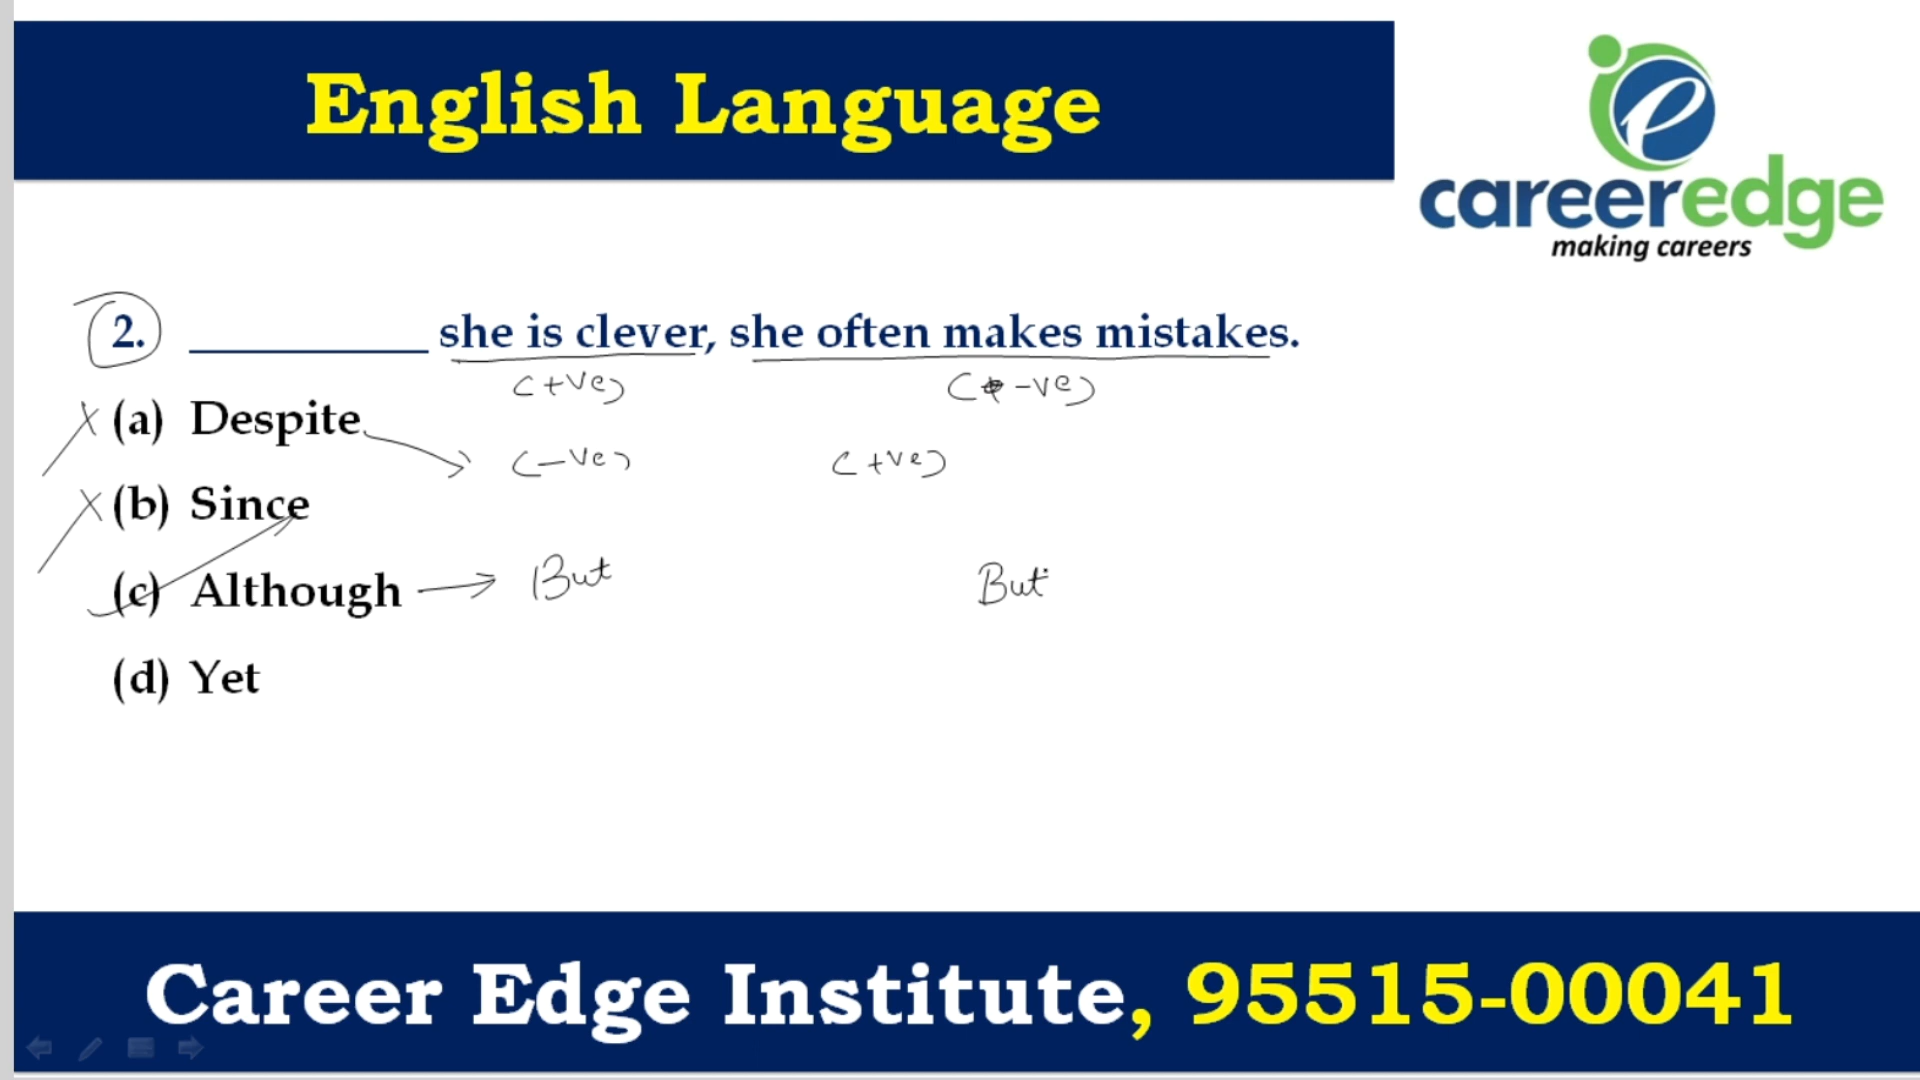 English Language
careeredge
making careers
2. __________ she is clever, she often makes mistakes.
(+ve) (-ve)
(a) Despite
(-ve) (+ve)
(b) Since
(c) Although → But But
(d) Yet
Career Edge Institute, 95515-00041